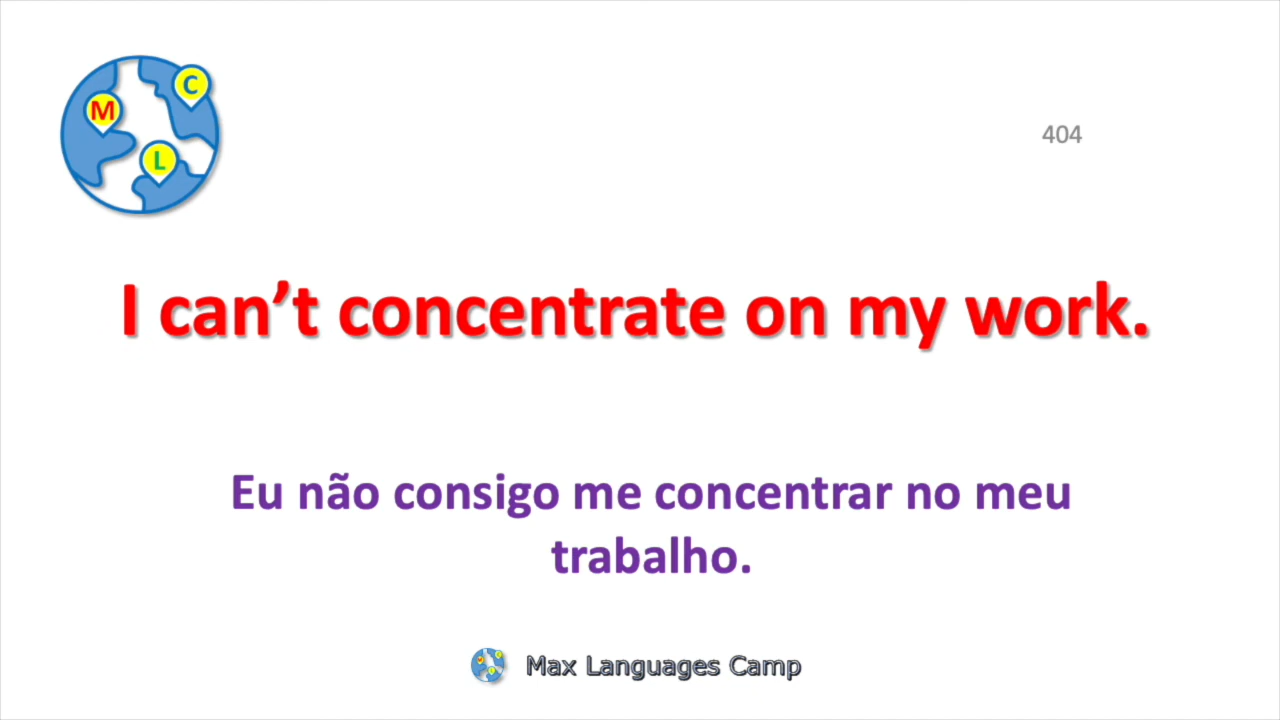 C
M
L
404
I can’t concentrate on my work.
Eu não consigo me concentrar no meu
trabalho.
Max Languages Camp